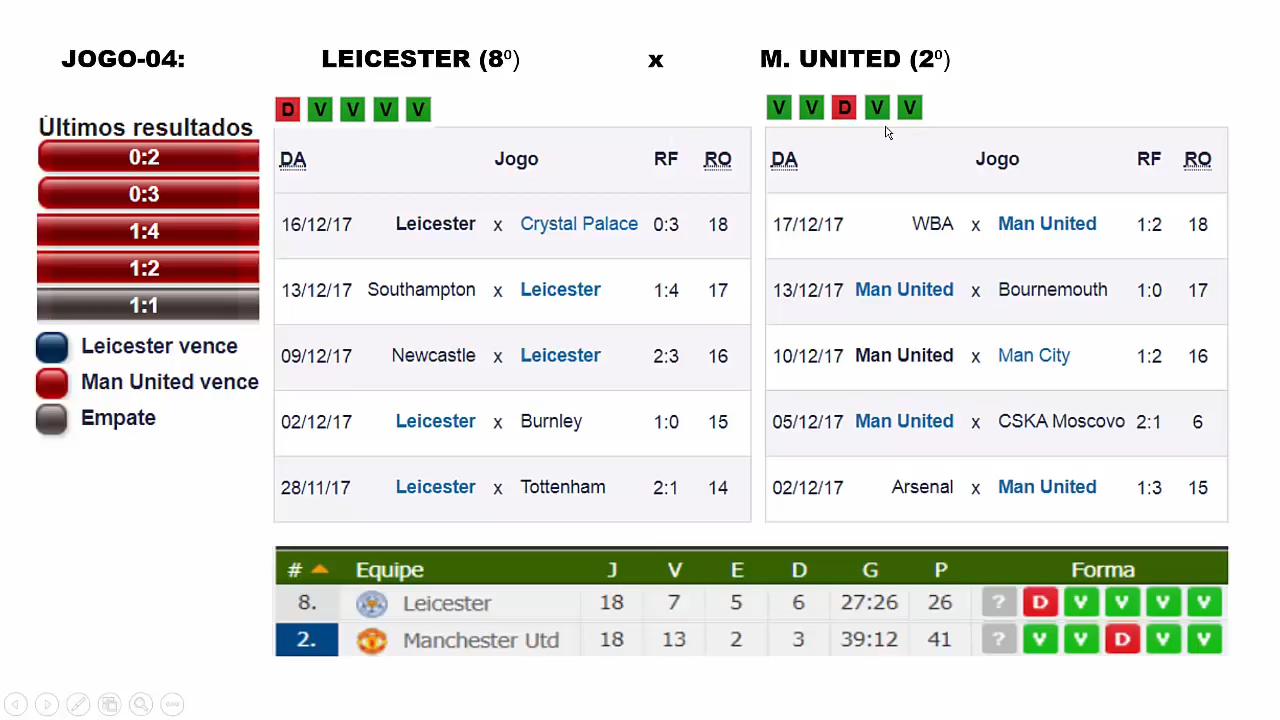 JOGO-04: LEICESTER (8º) x M. UNITED (2º)
D V V V V
V V D V V
Últimos resultados
0:2
0:3
1:4
1:2
1:1
Leicester vence
Man United vence
Empate
DA Jogo RF RO
16/12/17 Leicester x Crystal Palace 0:3 18
13/12/17 Southampton x Leicester 1:4 17
09/12/17 Newcastle x Leicester 2:3 16
02/12/17 Leicester x Burnley 1:0 15
28/11/17 Leicester x Tottenham 2:1 14
DA Jogo RF RO
17/12/17 WBA x Man United 1:2 18
13/12/17 Man United x Bournemouth 1:0 17
10/12/17 Man United x Man City 1:2 16
05/12/17 Man United x CSKA Moscovo 2:1 6
02/12/17 Arsenal x Man United 1:3 15
# Equipe J V E D G P Forma
8. Leicester 18 7 5 6 27:26 26 ? D V V V V
2. Manchester Utd 18 13 2 3 39:12 41 ? V V D V V